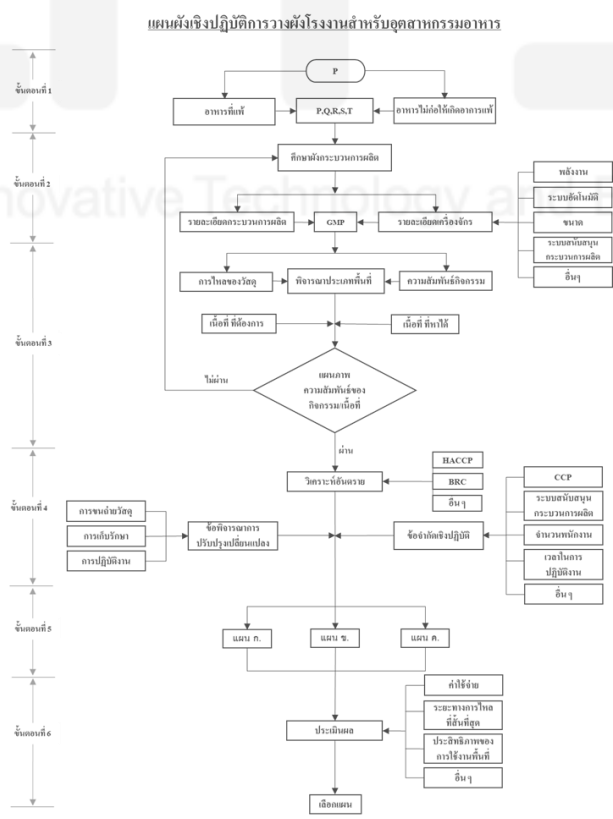 แผนผังเชิงปฏิบัติการวางผังโรงงานสำหรับอุตสาหกรรมอาหาร
ขั้นตอนที่ 1
P
อาหารที่แพ้
P,Q,R,S,T
อาหารไม่ก่อให้เกิดอาการแพ้
ขั้นตอนที่ 2
ศึกษาผังกระบวนการผลิต
รายละเอียดกระบวนการผลิต
GMP
รายละเอียดเครื่องจักร
พลังงาน
ระบบอัตโนมัติ
ขนาด
ระบบสนับสนุน
กระบวนการผลิต
อื่นๆ
ขั้นตอนที่ 3
การไหลของวัสดุ
พิจารณาประเภทพื้นที่
ความสัมพันธ์กิจกรรม
เนื้อที่ ที่ต้องการ
เนื้อที่ ที่หาได้
ไม่ผ่าน
แผนภาพ
ความสัมพันธ์ของ
กิจกรรม/เนื้อที่
ผ่าน
ขั้นตอนที่ 4
วิเคราะห์อันตราย
HACCP
BRC
อื่นๆ
การขนถ่ายวัสดุ
การเก็บรักษา
การปฏิบัติงาน
ข้อพิจารณาการ
ปรับปรุงเปลี่ยนแปลง
ข้อจำกัดเชิงปฏิบัติ
CCP
ระบบสนับสนุน
กระบวนการผลิต
จำนวนพนักงาน
เวลาในการ
ปฏิบัติงาน
อื่นๆ
ขั้นตอนที่ 5
แผน ก.
แผน ข.
แผน ค.
ขั้นตอนที่ 6
ประเมินผล
ค่าใช้จ่าย
ระยะทางการไหล
ที่สั้นที่สุด
ประสิทธิภาพของ
การใช้งานพื้นที่
อื่นๆ
เลือกแผน
novative Technology and E